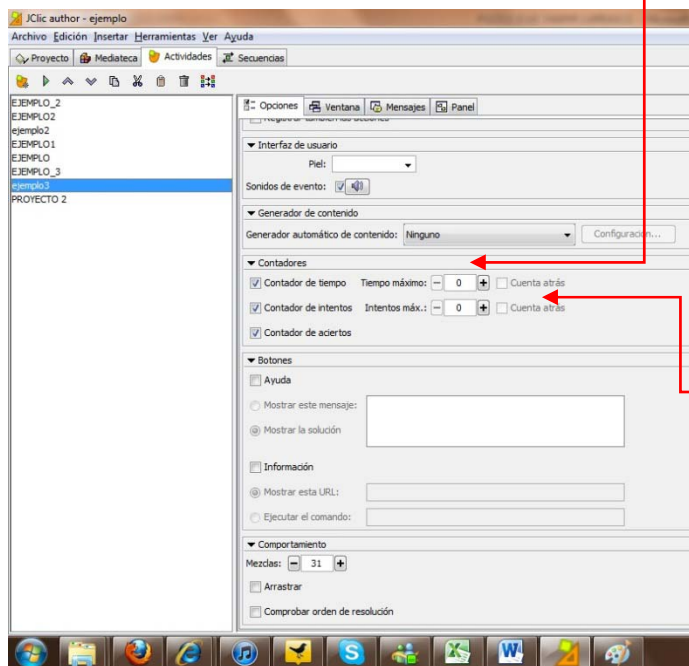 JClic author - ejemplo
Archivo Edición Insertar Herramientas Ver Ayuda
Proyecto Mediateca Actividades Secuencias
EJEMPLO_2
EJEMPLO2
ejemplo2
EJEMPLO1
EJEMPLO
EJEMPLO_3
ejemplo3
PROYECTO 2
Opciones Ventana Mensajes Panel
Interfaz de usuario
Piel:
Sonidos de evento:
Generador de contenido
Generador automático de contenido: Ninguno Configuración...
Contadores
Contador de tiempo Tiempo máximo: 0 Cuenta atrás
Contador de intentos Intentos máx.: 0 Cuenta atrás
Contador de aciertos
Botones
Ayuda
Mostrar este mensaje:
Mostrar la solución
Información
Mostrar esta URL:
Ejecutar el comando:
Comportamiento
Mezclas: 31
Arrastrar
Comprobar orden de resolución